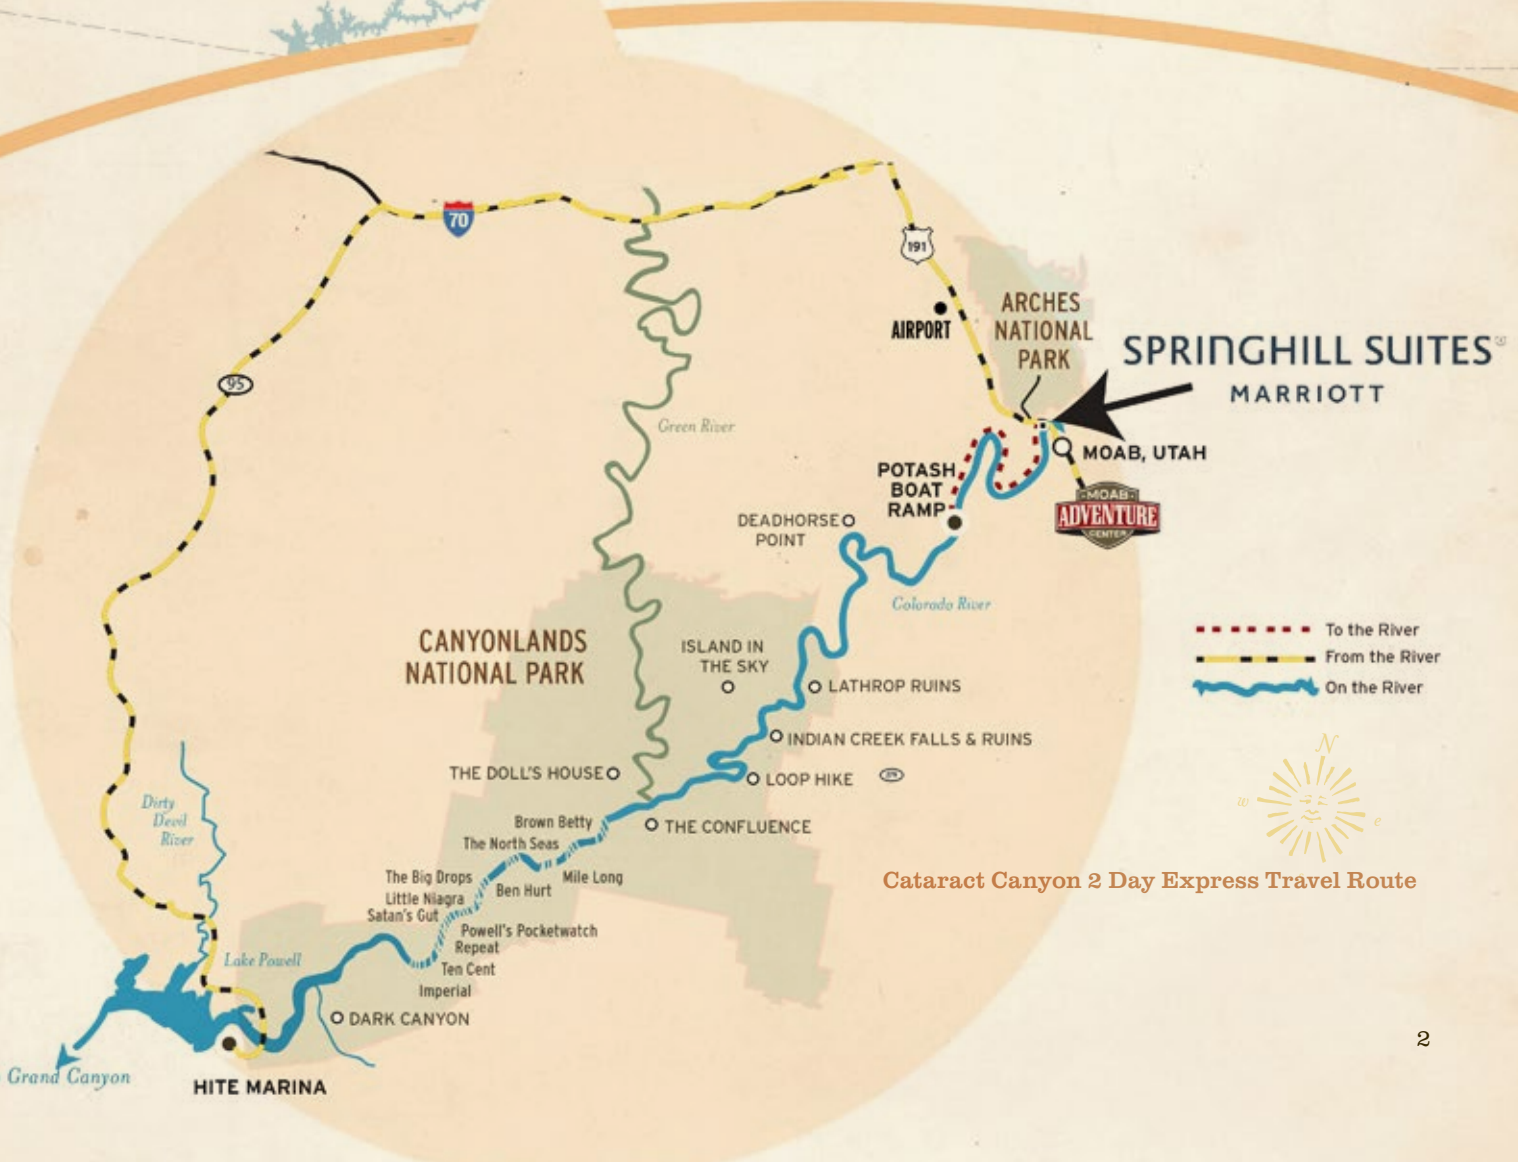 70
191
AIRPORT
ARCHES
NATIONAL
PARK
SPRINGHILL SUITES®
MARRIOTT
95
Green River
MOAB, UTAH
POTASH
BOAT
RAMP
MOAB
ADVENTURE
CENTER
DEADHORSE
POINT
Colorado River
To the River
From the River
On the River
CANYONLANDS
NATIONAL PARK
ISLAND IN
THE SKY
LATHROP RUINS
INDIAN CREEK FALLS & RUINS
N
W
e
THE DOLL'S HOUSE
LOOP HIKE
Dirty
Devil
River
Brown Betty
THE CONFLUENCE
The North Seas
The Big Drops
Mile Long
Ben Hurt
Little Niagra
Satan's Gut
Cataract Canyon 2 Day Express Travel Route
Powell's Pocketwatch
Repeat
Lake Powell
Ten Cent
Imperial
DARK CANYON
2
Grand Canyon
HITE MARINA